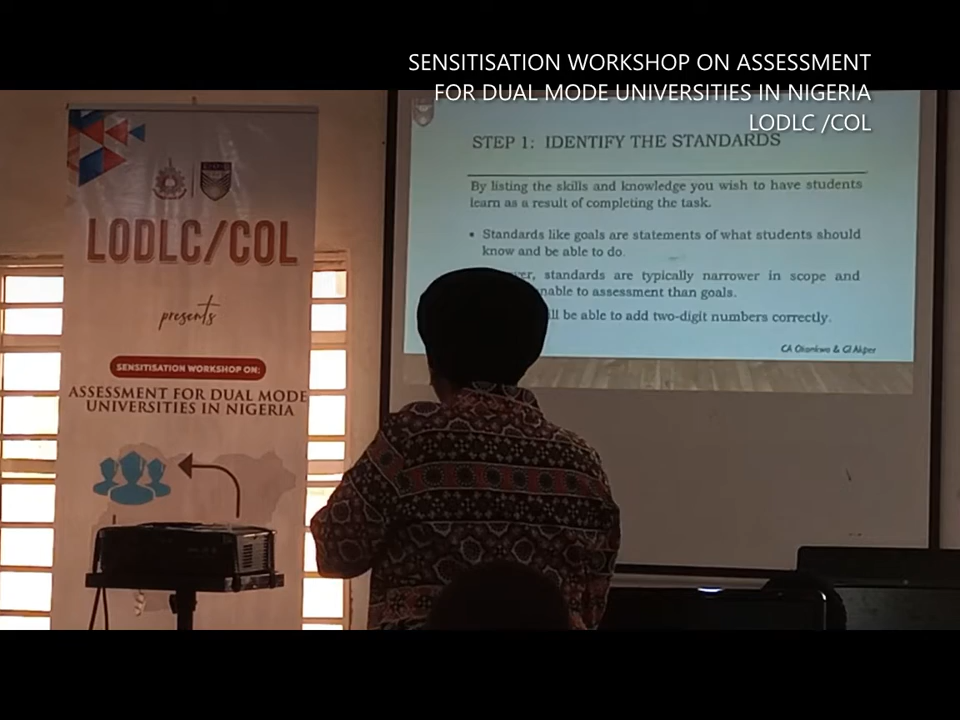 SENSITISATION WORKSHOP ON ASSESSMENT
FOR DUAL MODE UNIVERSITIES IN NIGERIA
LODLC /COL
STEP 1: IDENTIFY THE STANDARDS
By listing the skills and knowledge you wish to have students
learn as a result of completing the task.
• Standards like goals are statements of what students should
know and be able to do.
standards are typically narrower in scope and
to assessment than goals.
be able to add two-digit numbers correctly.
CA Okonkwo & GI Akper
LODLC/COL
presents
SENSITISATION WORKSHOP ON:
ASSESSMENT FOR DUAL MODE
UNIVERSITIES IN NIGERIA